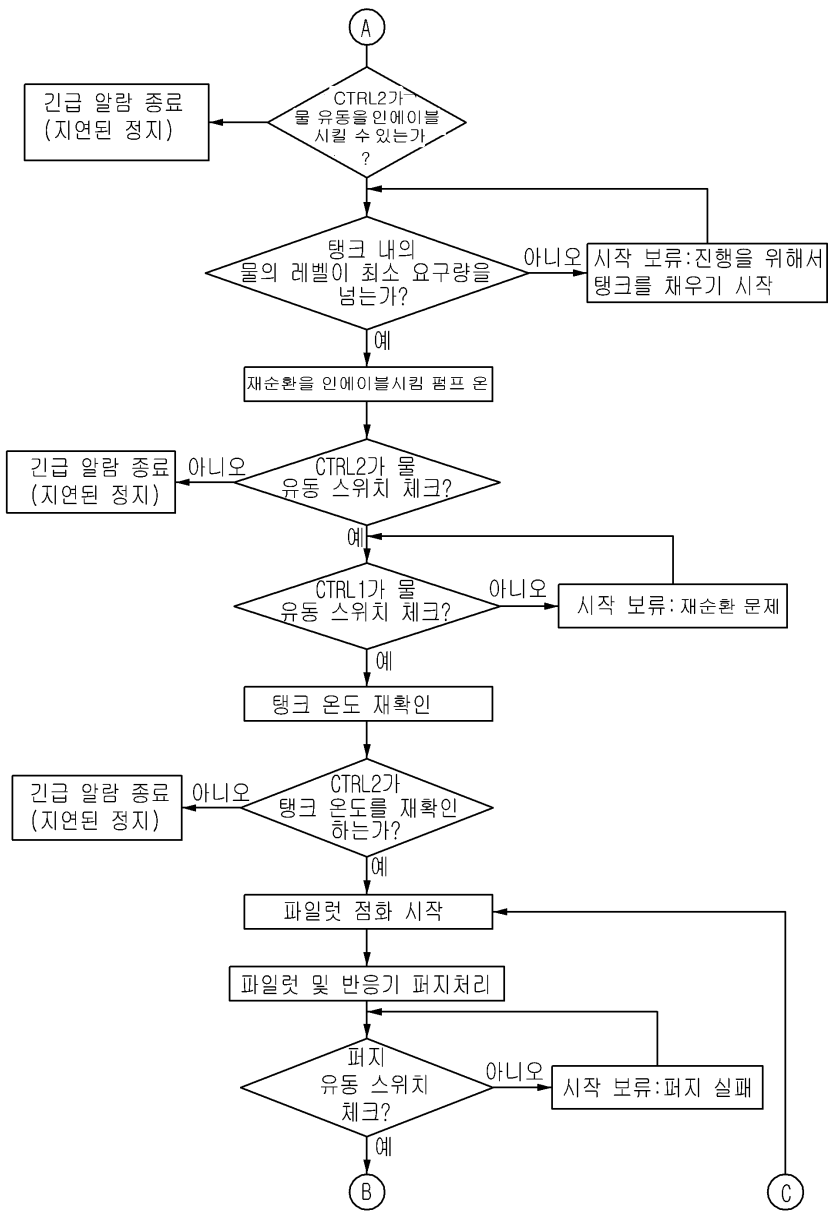 A
CTRL2가
물 유동을 인에이블
시킬 수 있는가
?
긴급 알람 종료
(지연된 정지)
탱크 내의
물의 레벨이 최소 요구량을
넘는가?
아니오
시작 보류:진행을 위해서
탱크를 채우기 시작
예
재순환을 인에이블시킴 펌프 온
CTRL2가 물
유동 스위치 체크?
아니오
긴급 알람 종료
(지연된 정지)
예
CTRL1가 물
유동 스위치 체크?
아니오
시작 보류:재순환 문제
예
탱크 온도 재확인
CTRL2가
탱크 온도를 재확인
하는가?
아니오
긴급 알람 종료
(지연된 정지)
예
파일럿 점화 시작
파일럿 및 반응기 퍼지처리
퍼지
유동 스위치
체크?
아니오
시작 보류:퍼지 실패
예
B
C